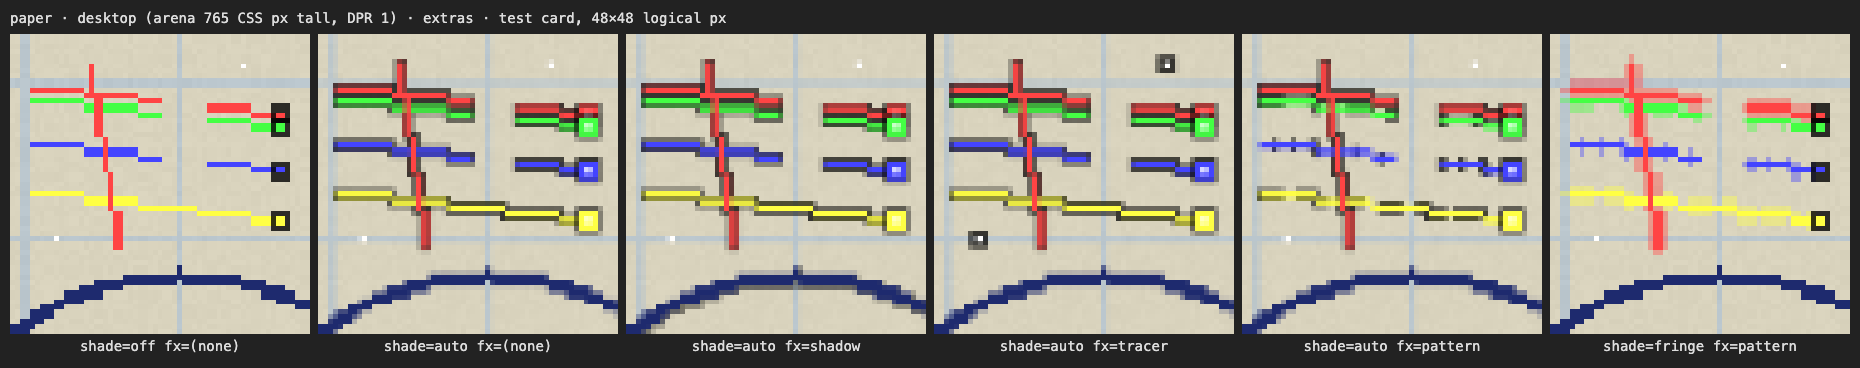 paper · desktop (arena 765 CSS px tall, DPR 1) · extras · test card, 48×48 logical px
shade=off fx=(none)
shade=auto fx=(none)
shade=auto fx=shadow
shade=auto fx=tracer
shade=auto fx=pattern
shade=fringe fx=pattern